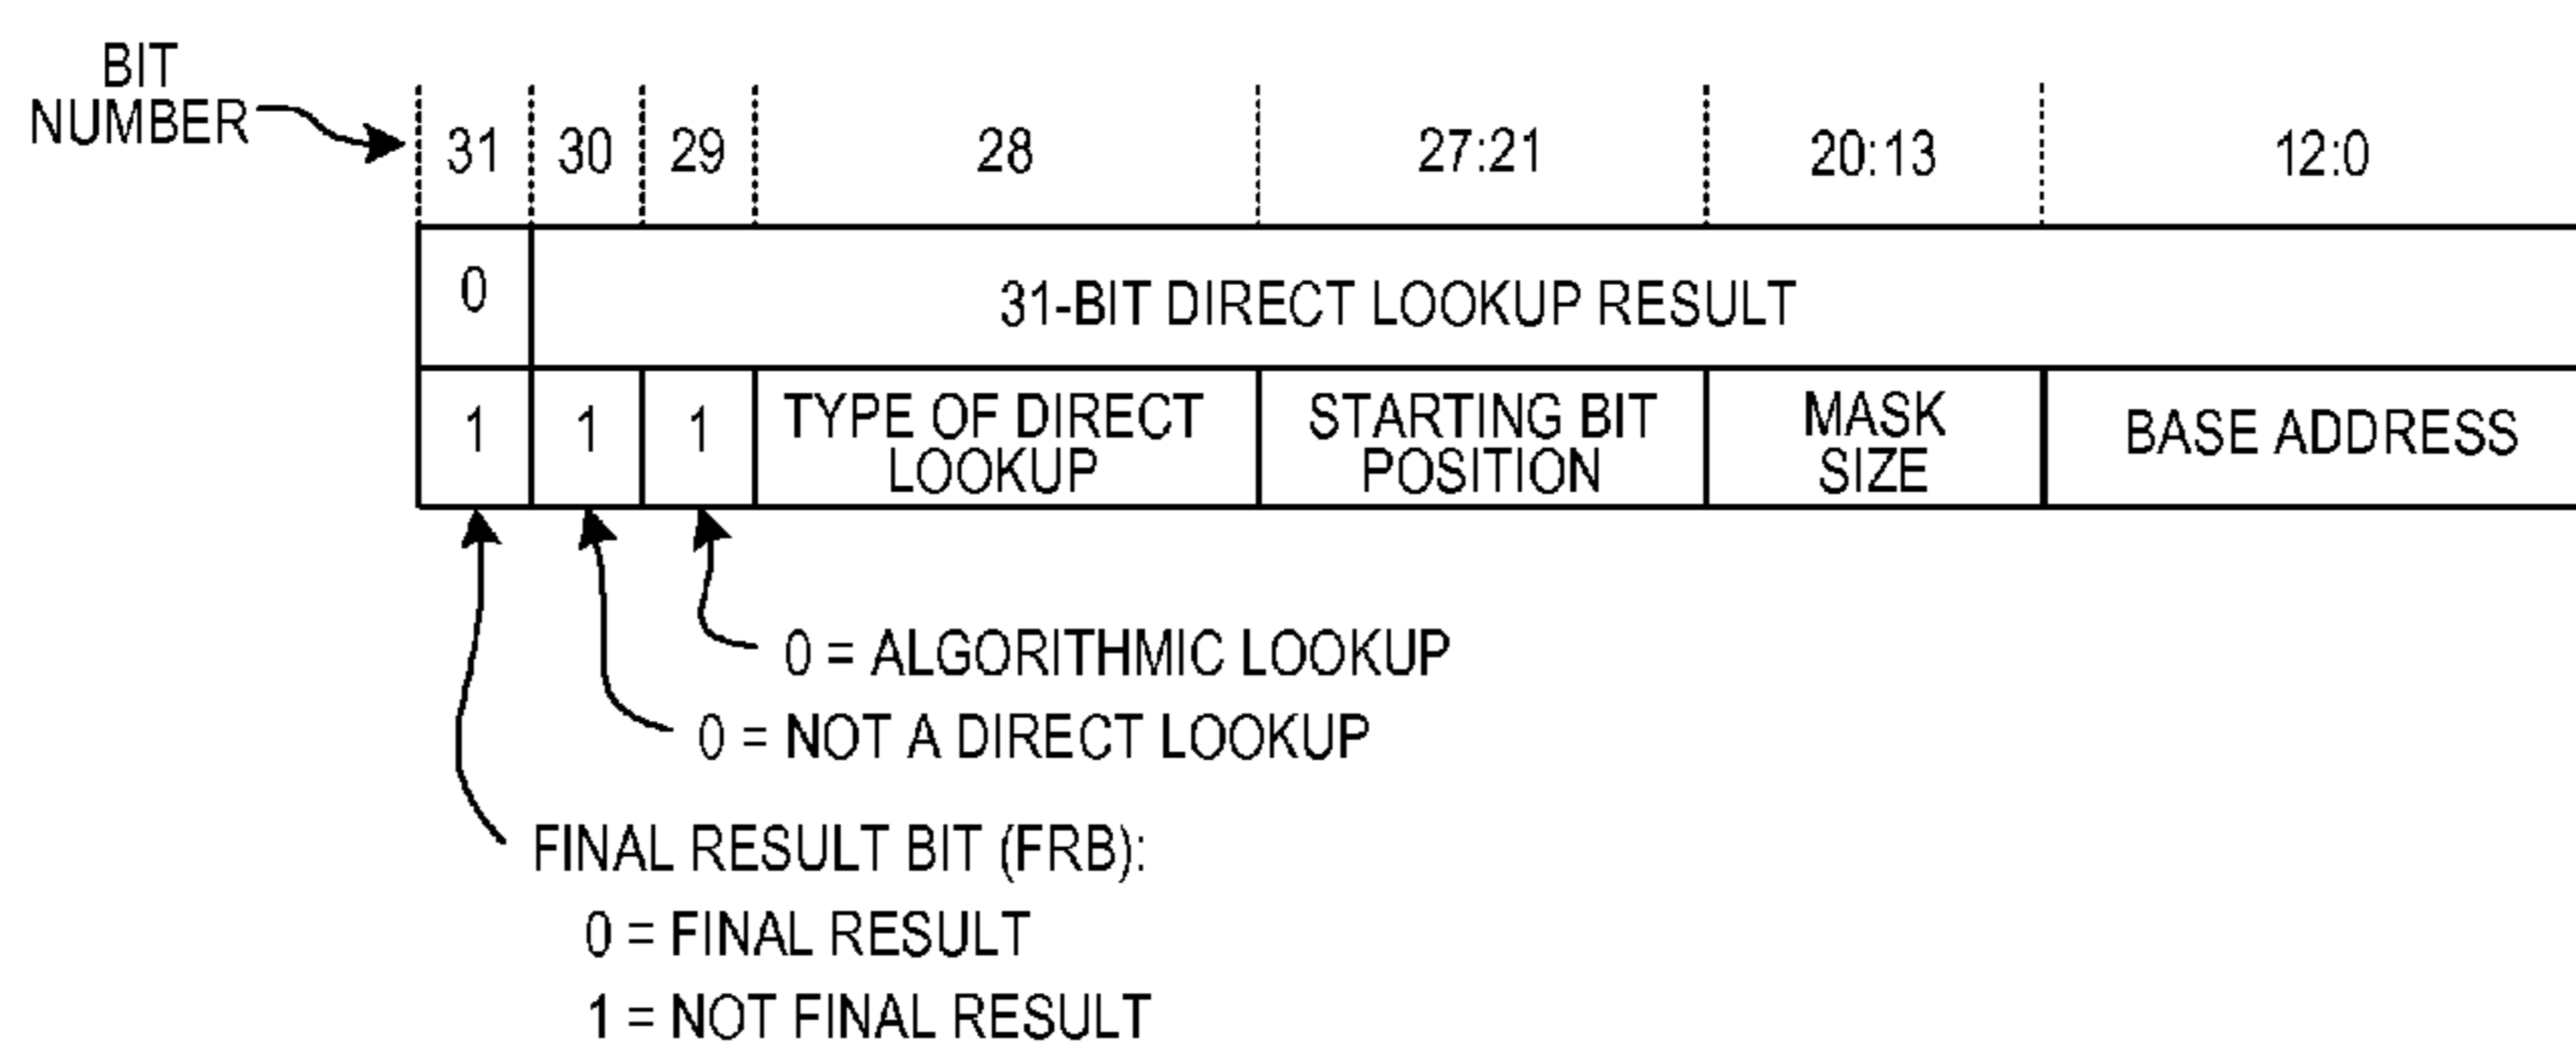 BIT
NUMBER
31 30 29 28 27:21 20:13 12:0
0 31-BIT DIRECT LOOKUP RESULT
1 1 1 TYPE OF DIRECT LOOKUP STARTING BIT POSITION MASK SIZE BASE ADDRESS
0 = ALGORITHMIC LOOKUP
0 = NOT A DIRECT LOOKUP
FINAL RESULT BIT (FRB):
0 = FINAL RESULT
1 = NOT FINAL RESULT